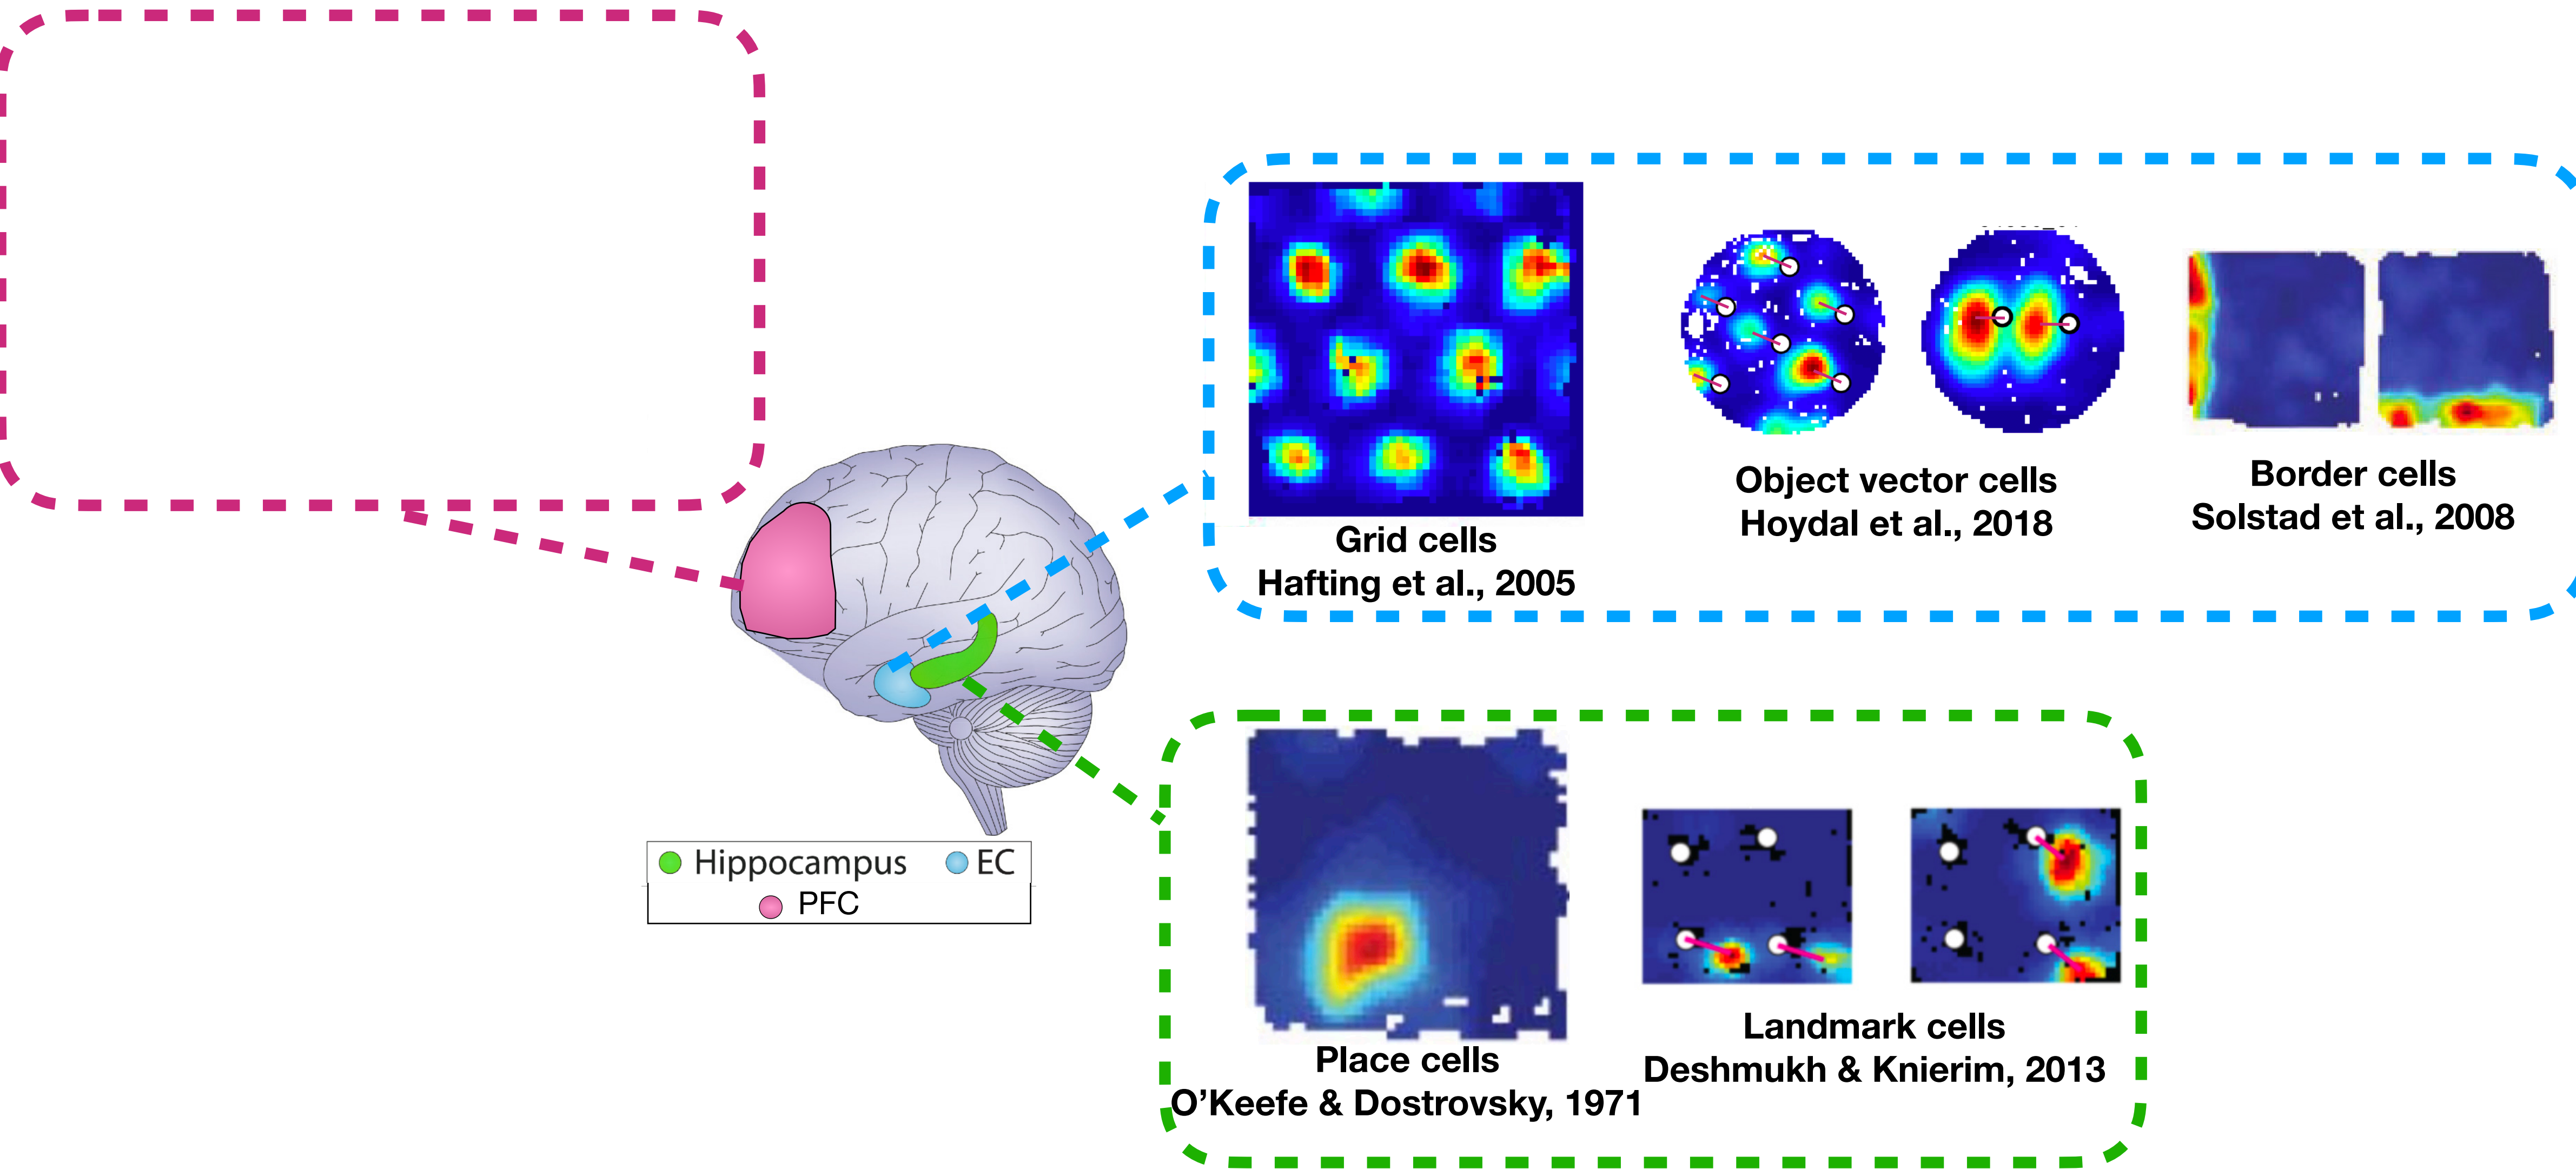 Grid cells
Hafting et al., 2005
Object vector cells
Hoydal et al., 2018
Border cells
Solstad et al., 2008
Hippocampus
EC
PFC
Place cells
O'Keefe & Dostrovsky, 1971
Landmark cells
Deshmukh & Knierim, 2013